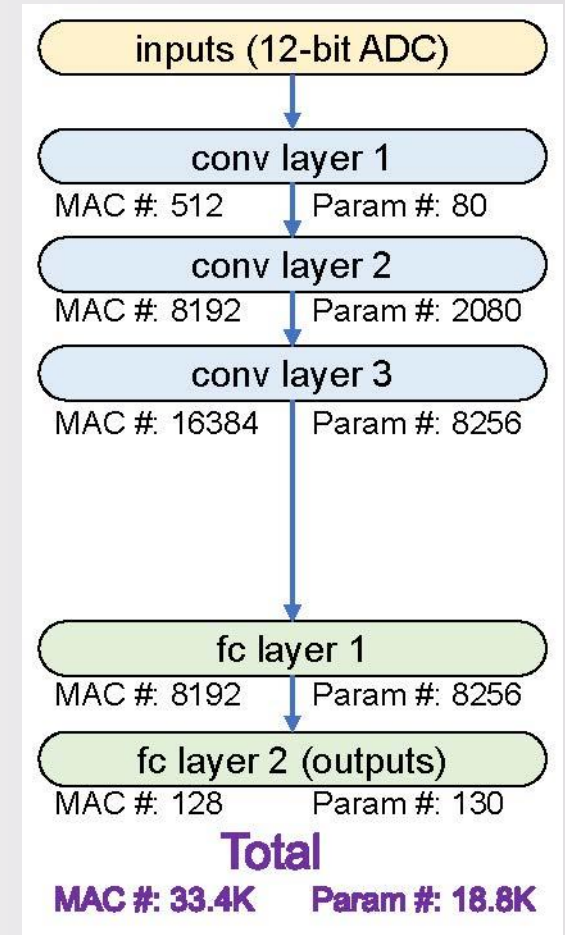 inputs (12-bit ADC)
conv layer 1
MAC #: 512 Param #: 80
conv layer 2
MAC #: 8192 Param #: 2080
conv layer 3
MAC #: 16384 Param #: 8256
fc layer 1
MAC #: 8192 Param #: 8256
fc layer 2 (outputs)
MAC #: 128 Param #: 130
Total
MAC #: 33.4K Param #: 18.8K